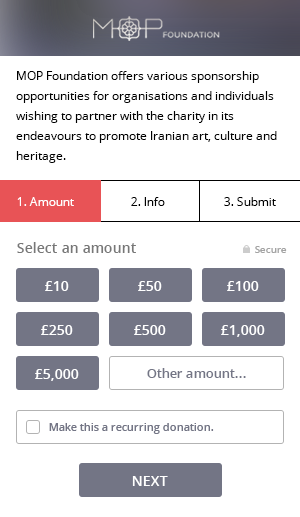 MOP FOUNDATION
MOP Foundation offers various sponsorship
opportunities for organisations and individuals
wishing to partner with the charity in its
endeavours to promote Iranian art, culture and
heritage.
1. Amount 2. Info 3. Submit
Select an amount Secure
£10 £50 £100
£250 £500 £1,000
£5,000 Other amount...
Make this a recurring donation.
NEXT